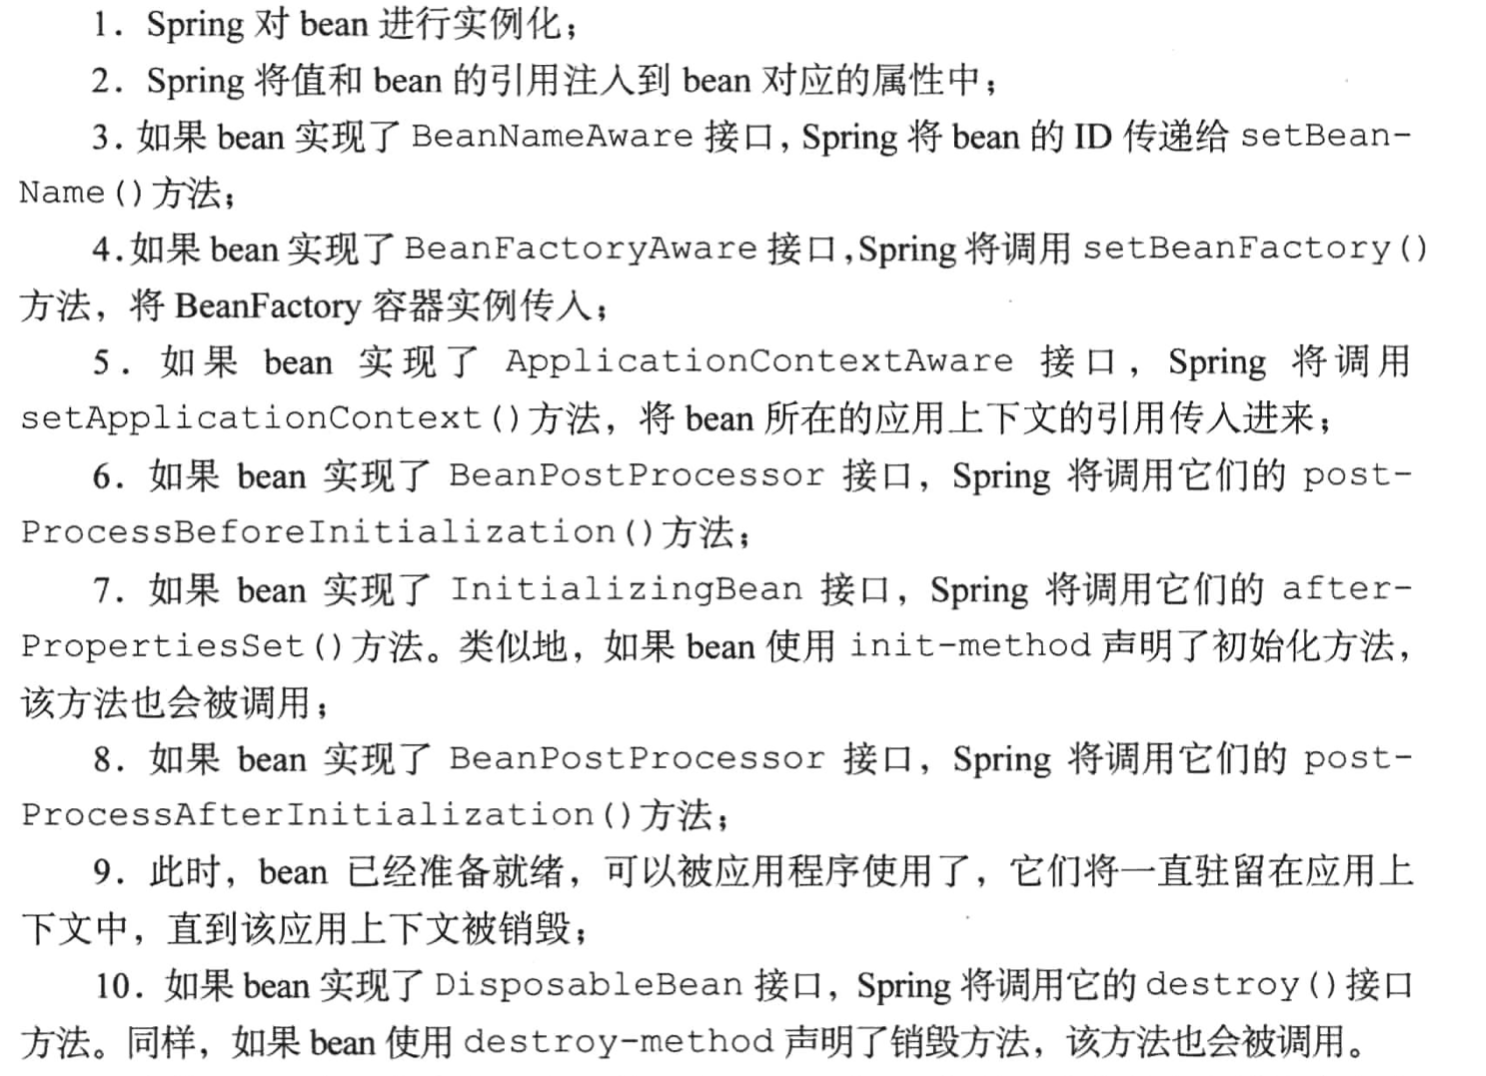 1. Spring 对 bean 进行实例化；
2. Spring 将值和 bean 的引用注入到 bean 对应的属性中；
3. 如果 bean 实现了 BeanNameAware 接口, Spring 将 bean 的 ID 传递给 setBean-
Name()方法；
4.如果 bean 实现了 BeanFactoryAware 接口,Spring 将调用 setBeanFactory()
方法，将 BeanFactory 容器实例传入；
5. 如果 bean 实现了 ApplicationContextAware 接口，Spring 将调用
setApplicationContext()方法，将 bean 所在的应用上下文的引用传入进来；
6. 如果 bean 实现了 BeanPostProcessor 接口，Spring 将调用它们的 post-
ProcessBeforeInitialization()方法；
7. 如果 bean 实现了 InitializingBean 接口，Spring 将调用它们的 after-
PropertiesSet()方法。类似地，如果 bean 使用 init-method 声明了初始化方法，
该方法也会被调用；
8. 如果 bean 实现了 BeanPostProcessor 接口，Spring 将调用它们的 post-
ProcessAfterInitialization()方法；
9. 此时，bean 已经准备就绪，可以被应用程序使用了，它们将一直驻留在应用上
下文中，直到该应用上下文被销毁；
10. 如果 bean 实现了 DisposableBean 接口，Spring 将调用它的 destroy()接口
方法。同样，如果 bean 使用 destroy-method 声明了销毁方法，该方法也会被调用。